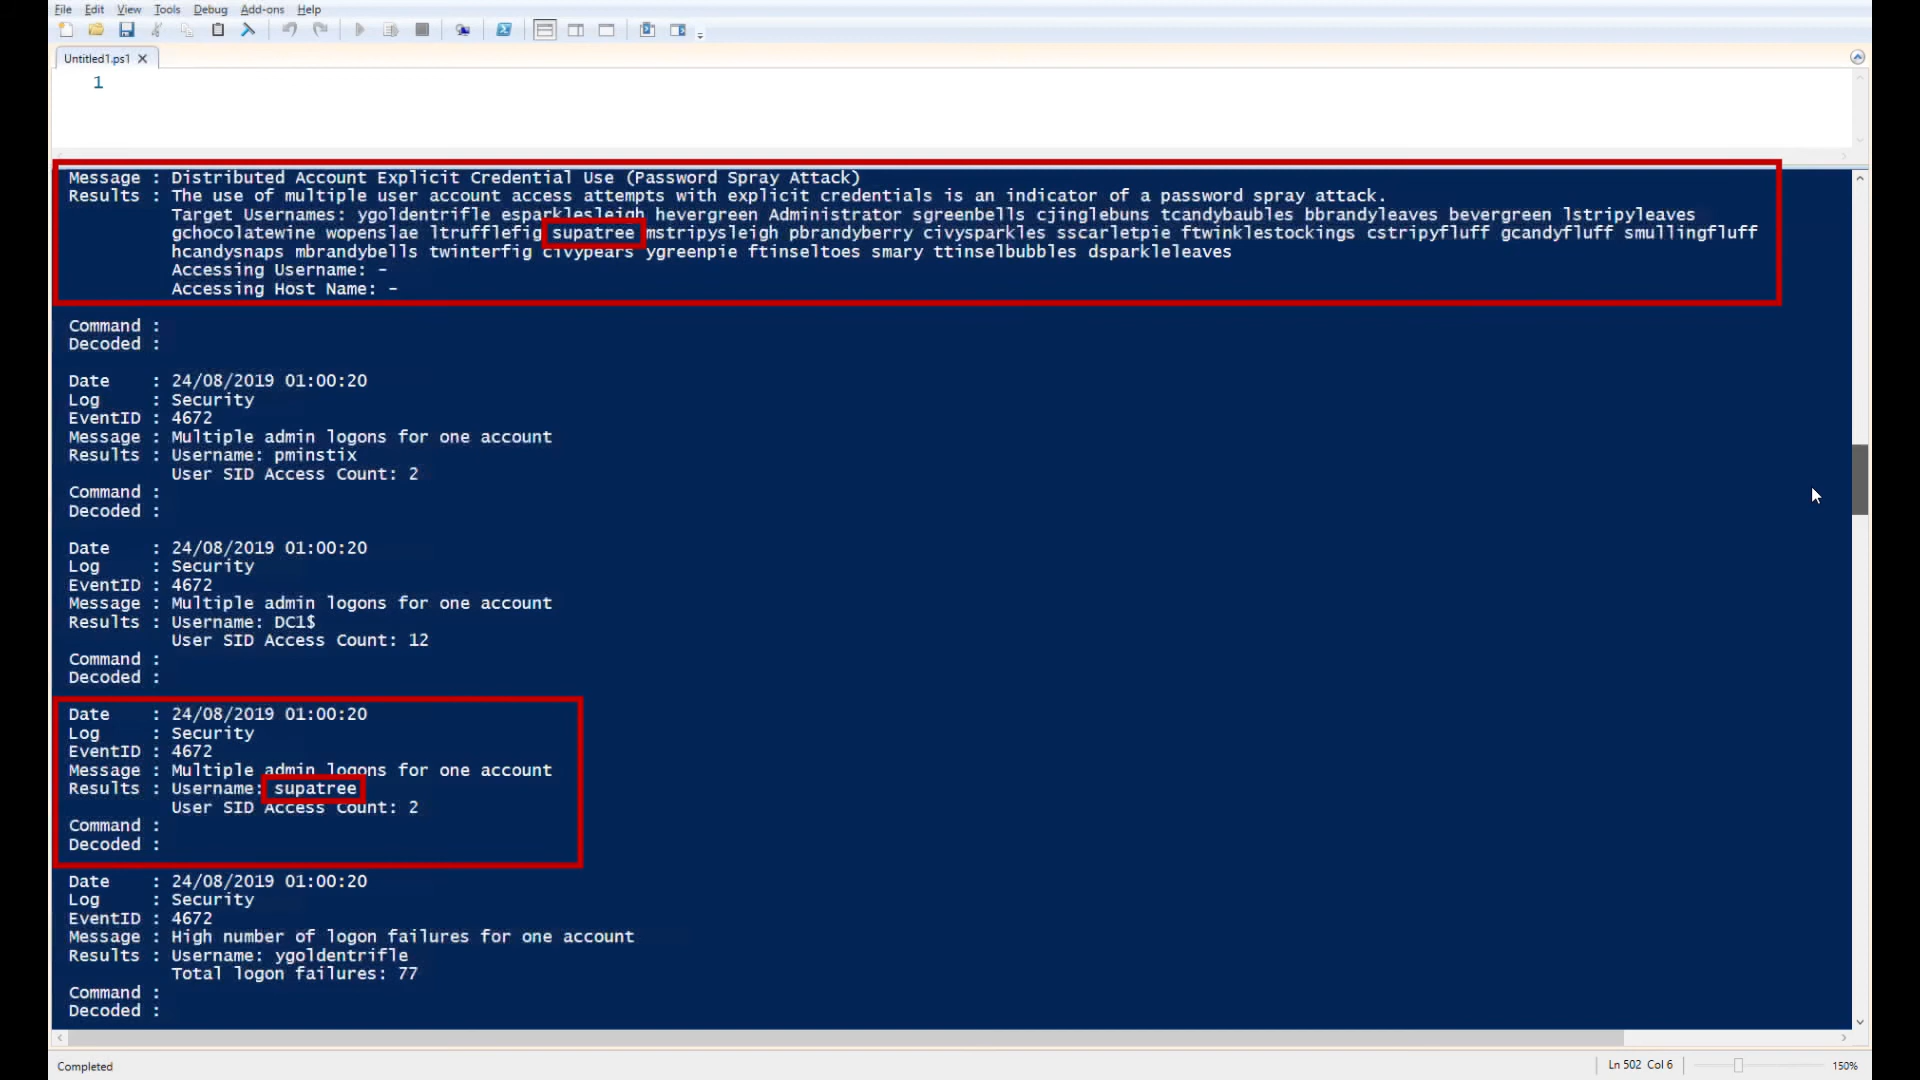 File Edit View Tools Debug Add-ons Help
Untitled1.ps1
1
Message : Distributed Account Explicit Credential Use (Password Spray Attack)
Results : The use of multiple user account access attempts with explicit credentials is an indicator of a password spray attack.
Target Usernames: ygoldentrifle esparklesleigh hevergreen Administrator sgreenbells cjinglebuns tcandybaubles bbrandyleaves bevergreen lstripyleaves
gchocolatewine wopenslae ltrufflefig supatree mstripysleigh pbrandyberry civysparkles sscarletpie ftwinklestockings cstripyfluff gcandyfluff smullingfluff
hcandysnaps mbrandybells twinterfig civypears ygreenpie ftinseltoes smary ttinselbubbles dsparkleleaves
Accessing Username: -
Accessing Host Name: -
Command :
Decoded :
Date : 24/08/2019 01:00:20
Log : Security
EventID : 4672
Message : Multiple admin logons for one account
Results : Username: pminstix
User SID Access Count: 2
Command :
Decoded :
Date : 24/08/2019 01:00:20
Log : Security
EventID : 4672
Message : Multiple admin logons for one account
Results : Username: DC1$
User SID Access Count: 12
Command :
Decoded :
Date : 24/08/2019 01:00:20
Log : Security
EventID : 4672
Message : Multiple admin logons for one account
Results : Username: supatree
User SID Access Count: 2
Command :
Decoded :
Date : 24/08/2019 01:00:20
Log : Security
EventID : 4672
Message : High number of logon failures for one account
Results : Username: ygoldentrifle
Total logon failures: 77
Command :
Decoded :
Completed
Ln 502 Col 6
150%